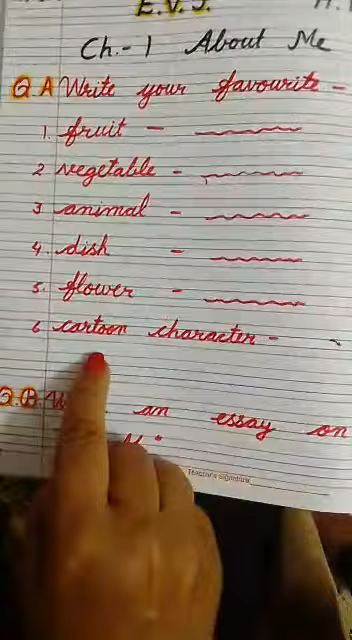 E.V.S.
Ch.-1 About Me
Q A Write your favourite -
1. fruit -
2 vegetable -
3 animal -
4. dish -
5. flower -
6 cartoon character -
Q.B. an essay on
Teacher's Signature